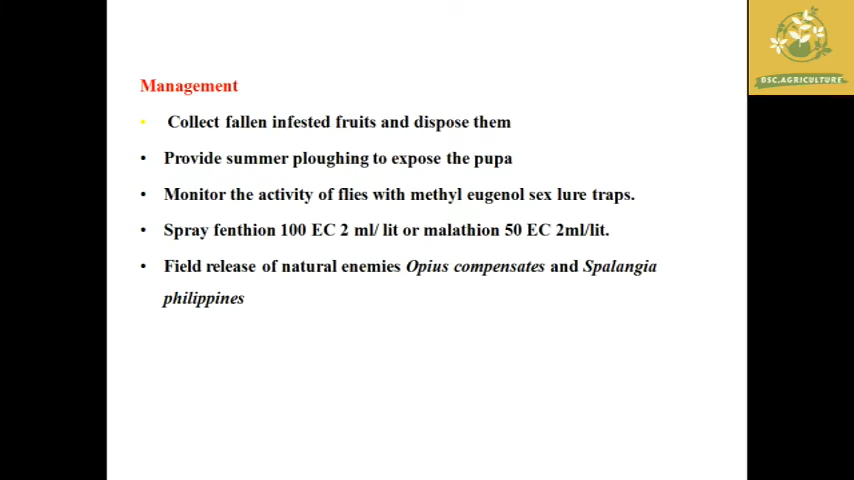 DSC.AGRICULTURE
Management
• Collect fallen infested fruits and dispose them
• Provide summer ploughing to expose the pupa
• Monitor the activity of flies with methyl eugenol sex lure traps.
• Spray fenthion 100 EC 2 ml/ lit or malathion 50 EC 2ml/lit.
• Field release of natural enemies Opius compensates and Spalangia
philippines